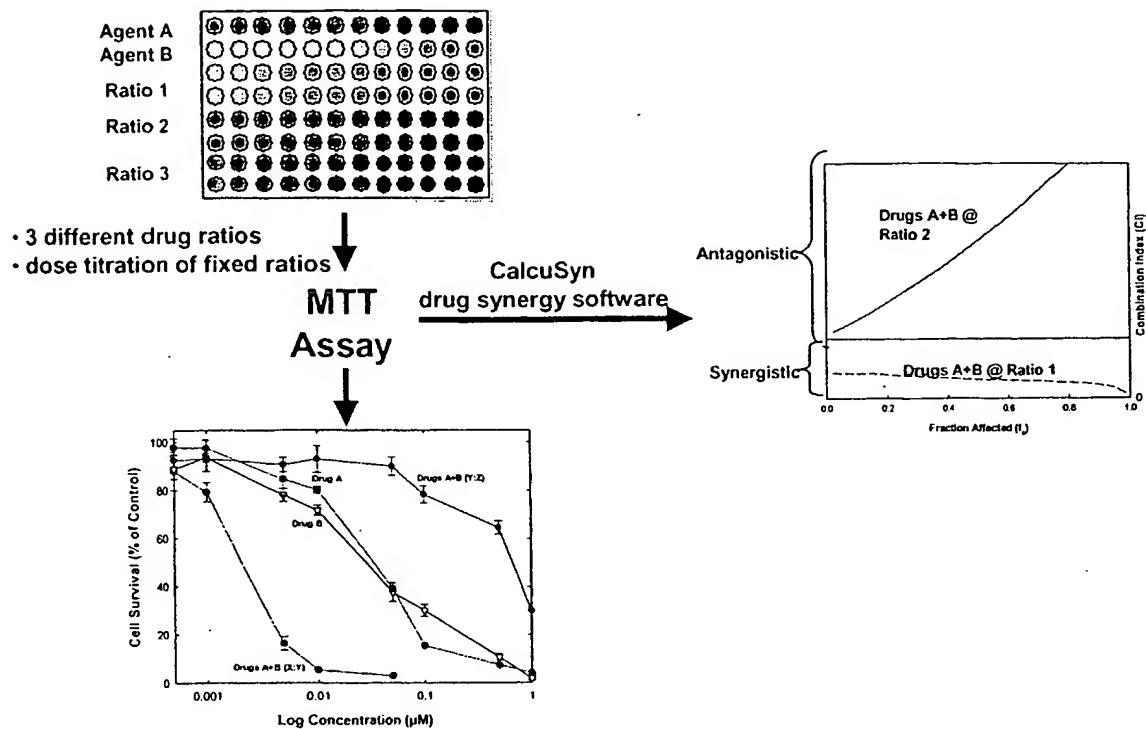 Agent A
Agent B
Ratio 1
Ratio 2
Ratio 3
· 3 different drug ratios
· dose titration of fixed ratios
MTT
Assay
CalcuSyn
drug synergy software
Antagonistic
Synergistic
Drugs A+B @
Ratio 2
Drugs A+B @ Ratio 1
Combination Index (CI)
0
0.0 0.2 0.4 0.6 0.8 1.0
Fraction Affected (fₐ)
Cell Survival (% of Control)
100
80
60
40
20
0
Drugs A+B (Y:Z)
Drug A
Drug B
Drugs A+B (X:Y)
0.001 0.01 0.1 1
Log Concentration (µM)